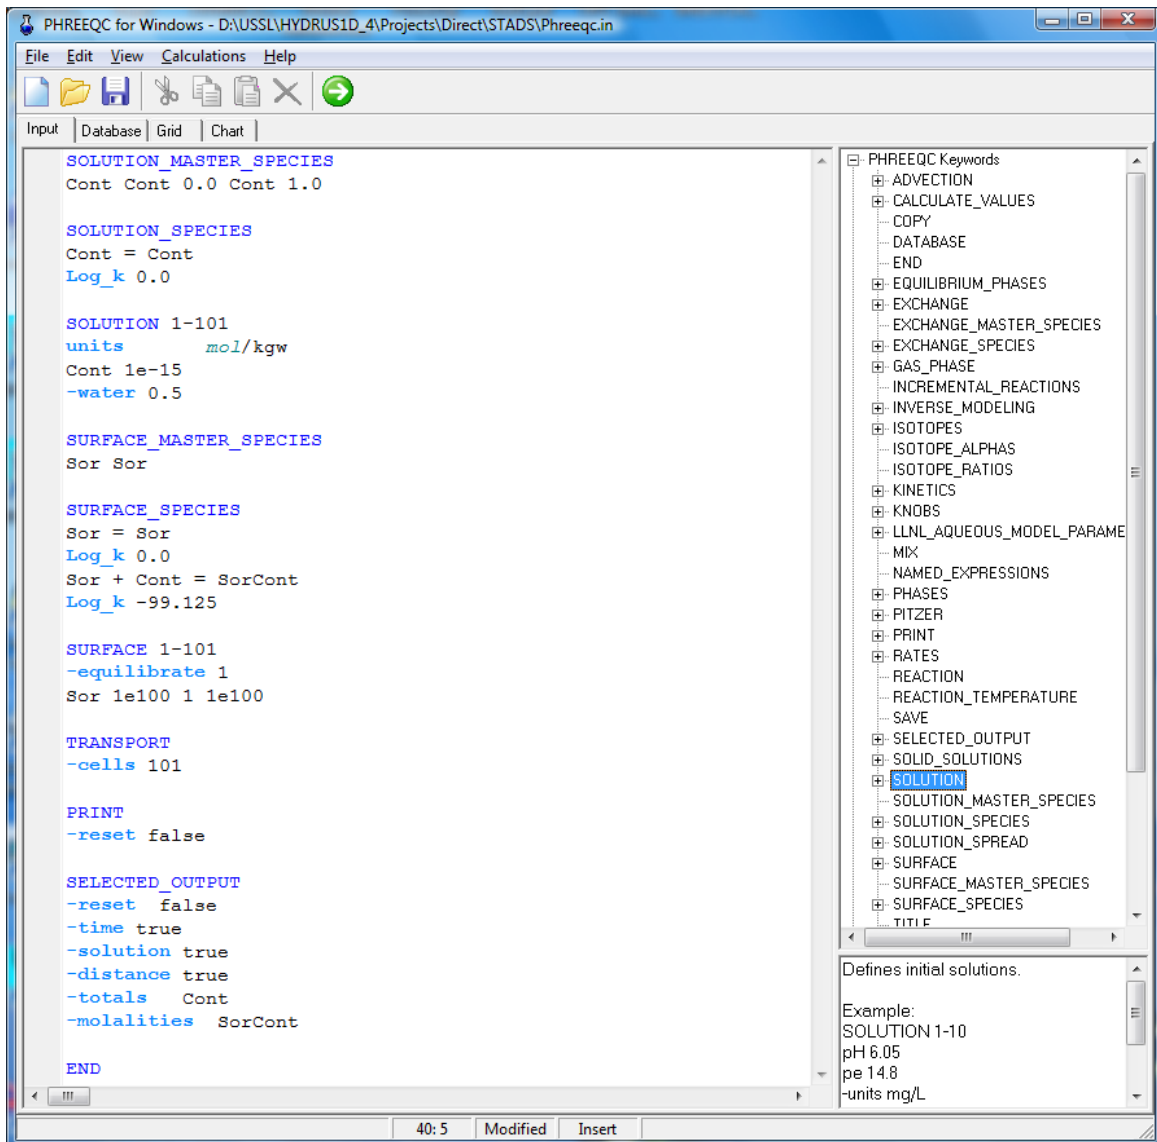 PHREEQC for Windows - D:\USSL\HYDRUS1D_4\Projects\Direct\STADS\Phreeqc.in
File Edit View Calculations Help
Input Database Grid Chart
SOLUTION_MASTER_SPECIES
Cont Cont 0.0 Cont 1.0
SOLUTION_SPECIES
Cont = Cont
Log_k 0.0
SOLUTION 1-101
units mol/kgw
Cont 1e-15
-water 0.5
SURFACE_MASTER_SPECIES
Sor Sor
SURFACE_SPECIES
Sor = Sor
Log_k 0.0
Sor + Cont = SorCont
Log_k -99.125
SURFACE 1-101
-equilibrate 1
Sor 1e100 1 1e100
TRANSPORT
-cells 101
PRINT
-reset false
SELECTED_OUTPUT
-reset false
-time true
-solution true
-distance true
-totals Cont
-molalities SorCont
END
PHREEQC Keywords
ADVECTION
CALCULATE_VALUES
COPY
DATABASE
END
EQUILIBRIUM_PHASES
EXCHANGE
EXCHANGE_MASTER_SPECIES
EXCHANGE_SPECIES
GAS_PHASE
INCREMENTAL_REACTIONS
INVERSE_MODELING
ISOTOPES
ISOTOPE_ALPHAS
ISOTOPE_RATIOS
KINETICS
KNOBS
LLNL_AQUEOUS_MODEL_PARAME
MIX
NAMED_EXPRESSIONS
PHASES
PITZER
PRINT
RATES
REACTION
REACTION_TEMPERATURE
SAVE
SELECTED_OUTPUT
SOLID_SOLUTIONS
SOLUTION
SOLUTION_MASTER_SPECIES
SOLUTION_SPECIES
SOLUTION_SPREAD
SURFACE
SURFACE_MASTER_SPECIES
SURFACE_SPECIES
TITLE
Defines initial solutions.
Example:
SOLUTION 1-10
pH 6.05
pe 14.8
-units mg/L
40: 5 Modified Insert